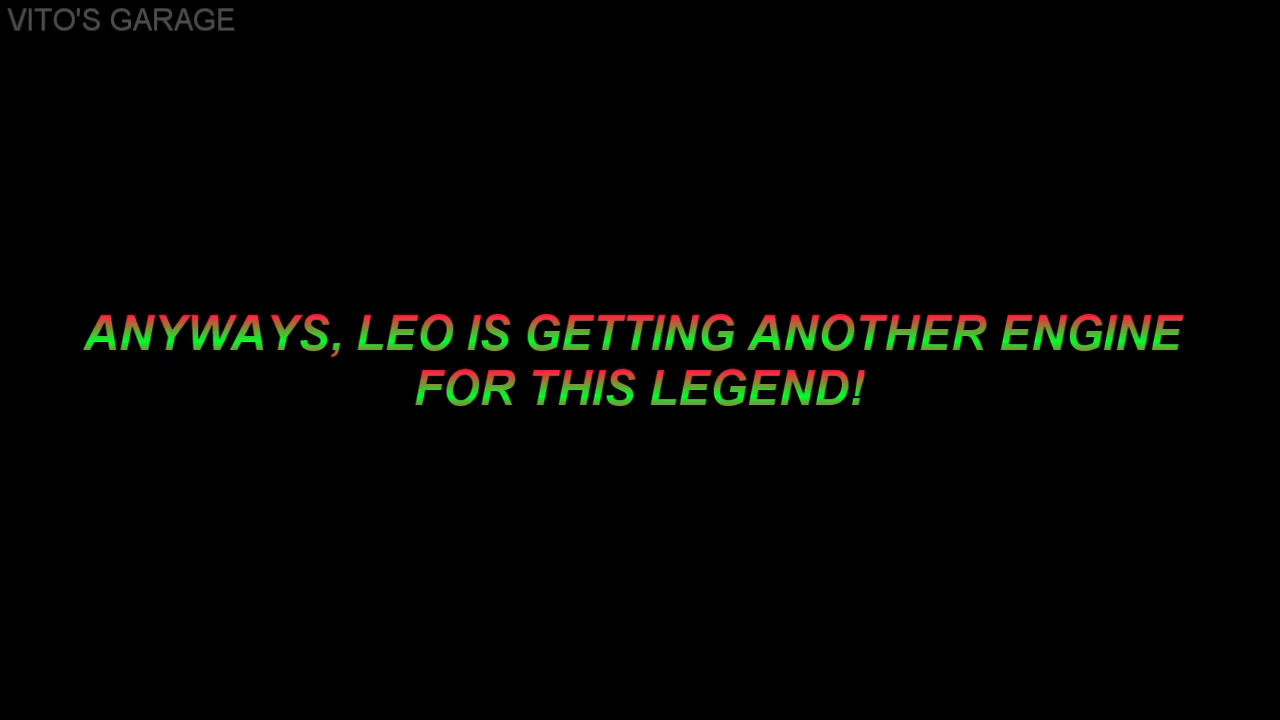 VITO'S GARAGE
ANYWAYS, LEO IS GETTING ANOTHER ENGINE
FOR THIS LEGEND!